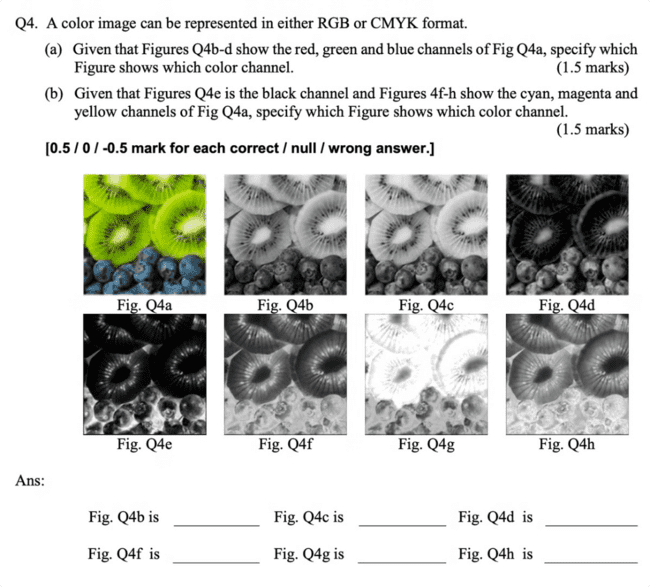 Q4. A color image can be represented in either RGB or CMYK format.
(a) Given that Figures Q4b-d show the red, green and blue channels of Fig Q4a, specify which
Figure shows which color channel. (1.5 marks)
(b) Given that Figures Q4e is the black channel and Figures 4f-h show the cyan, magenta and
yellow channels of Fig Q4a, specify which Figure shows which color channel.
(1.5 marks)
[0.5 / 0 / -0.5 mark for each correct / null / wrong answer.]
Fig. Q4a Fig. Q4b Fig. Q4c Fig. Q4d
Fig. Q4e Fig. Q4f Fig. Q4g Fig. Q4h
Ans:
Fig. Q4b is __________ Fig. Q4c is __________ Fig. Q4d is __________
Fig. Q4f is __________ Fig. Q4g is __________ Fig. Q4h is __________